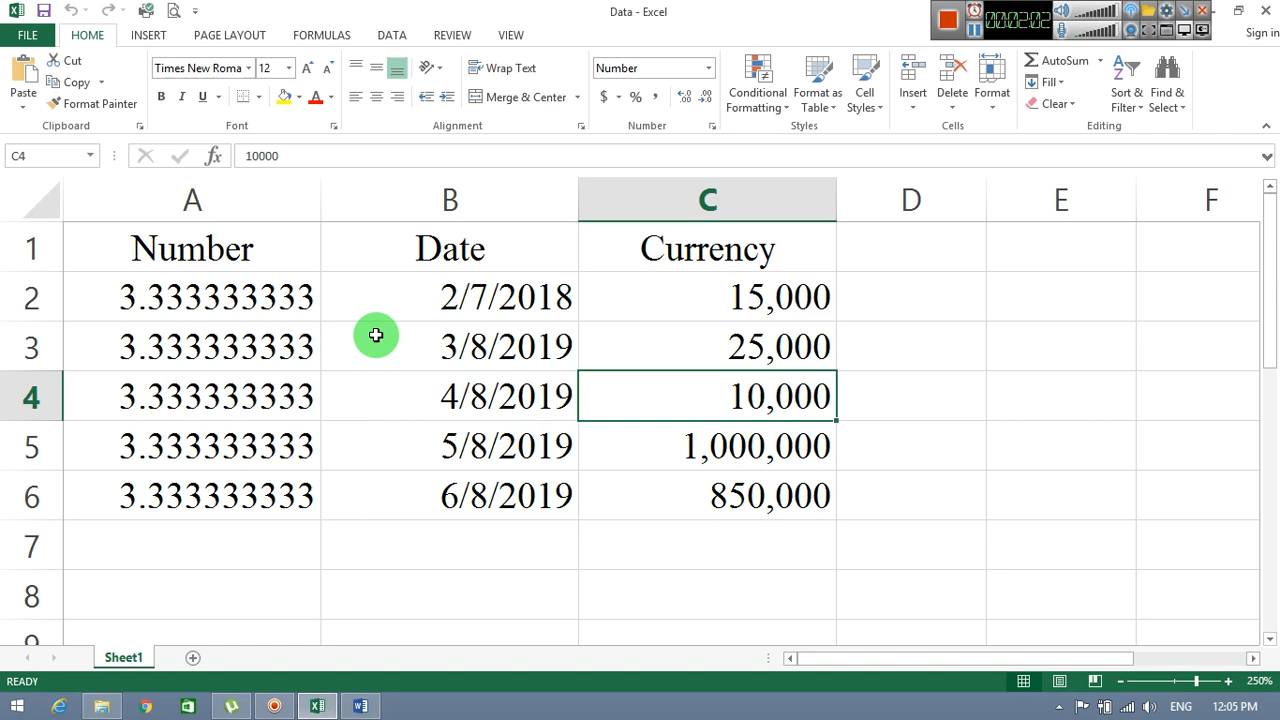 Data - Excel
00:02:02
FILE HOME INSERT PAGE LAYOUT FORMULAS DATA REVIEW VIEW Sign in
Paste Cut Copy Format Painter
Clipboard
Times New Roma 12
B I U A
Font
Wrap Text
Merge & Center
Alignment
Number
$ % ,
Number
Conditional Formatting Format as Table Cell Styles
Styles
Insert Delete Format
Cells
AutoSum Fill Clear Sort & Filter Find & Select
Editing
C4 fx 10000
A B C D E F
1 Number Date Currency
2 3.333333333 2/7/2018 15,000
3 3.333333333 3/8/2019 25,000
4 3.333333333 4/8/2019 10,000
5 3.333333333 5/8/2019 1,000,000
6 3.333333333 6/8/2019 850,000
7
8
9
Sheet1
READY 250%
ENG 12:05 PM